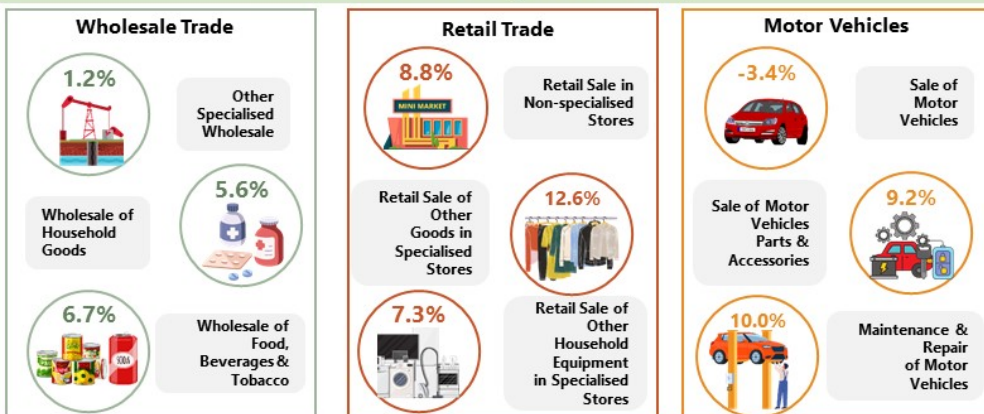 Wholesale Trade
1.2%
Other
Specialised
Wholesale
Wholesale of
Household
Goods
5.6%
6.7%
SODA
Wholesale of
Food,
Beverages &
Tobacco
Retail Trade
8.8%
MINI MARKET
Retail Sale in
Non-specialised
Stores
Retail Sale of
Other
Goods in
Specialised
Stores
12.6%
7.3%
Retail Sale of
Other
Household
Equipment
in Specialised
Stores
Motor Vehicles
-3.4%
Sale of
Motor
Vehicles
Sale of Motor
Vehicles
Parts &
Accessories
9.2%
10.0%
Maintenance &
Repair
of Motor
Vehicles